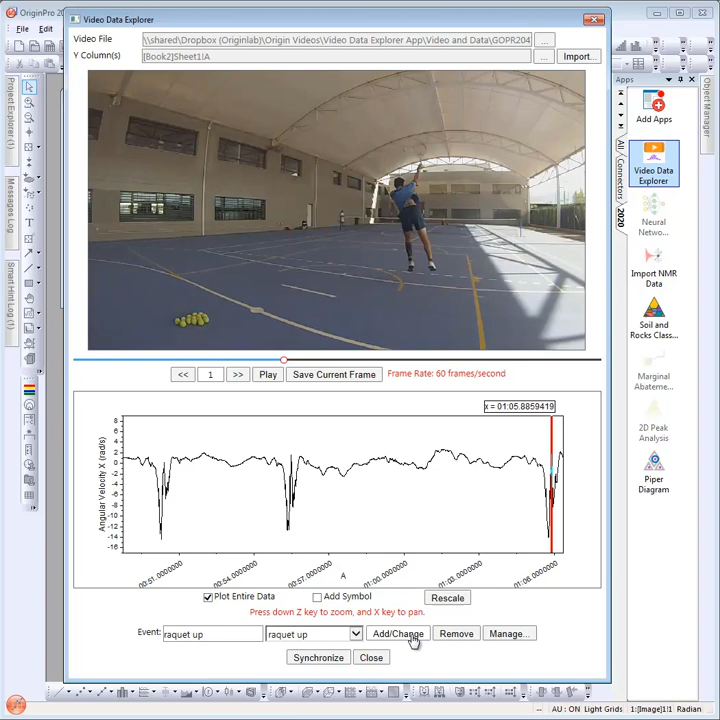 OriginPro 20
File
Edit
Video Data Explorer
Video File
\\shared\Dropbox (Originlab)\Origin Videos\Video Data Explorer App\Video and Data\GOPR204
...
Y Column(s)
[Book2]Sheet1!A
...
Import...
Project Explorer (1)
Messages Log
Smart Hint Log (1)
<<
1
>>
Play
Save Current Frame
Frame Rate: 60 frames/second
x = 01:05.8859419
Angular Velocity X (rad/s)
8
6
4
2
0
-2
-4
-6
-8
-10
-12
-14
-16
00:51.0000000
00:54.0000000
00:57.0000000
01:00.0000000
01:03.0000000
01:06.0000000
A
Plot Entire Data
Add Symbol
Rescale
Press down Z key to zoom, and X key to pan.
Event:
raquet up
raquet up
Add/Change
Remove
Manage...
Synchronize
Close
Apps
All
Connectors
2020
Add Apps
Video Data
Explorer
Neural
Netwo...
Import NMR
Data
Soil and
Rocks Class...
Marginal
Abateme...
2D Peak
Analysis
Piper
Diagram
Object Manager
--
AU : ON
Light Grids
1:[Image]1!1
Radian